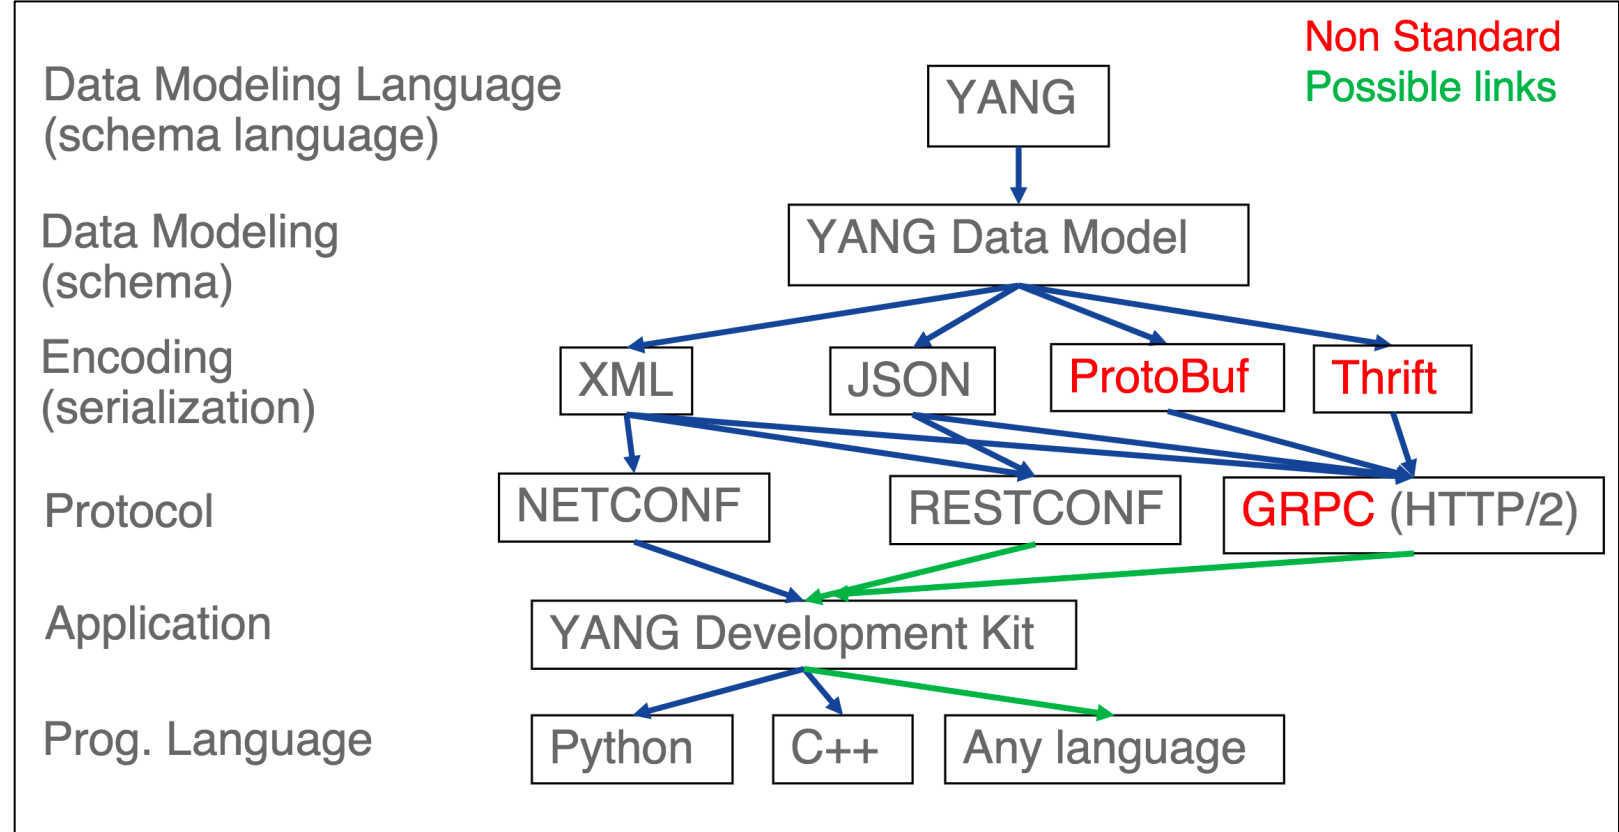 Non Standard
Possible links
Data Modeling Language
(schema language)
YANG
Data Modeling
(schema)
YANG Data Model
Encoding
(serialization)
XML
JSON
ProtoBuf
Thrift
Protocol
NETCONF
RESTCONF
GRPC (HTTP/2)
Application
YANG Development Kit
Prog. Language
Python
C++
Any language